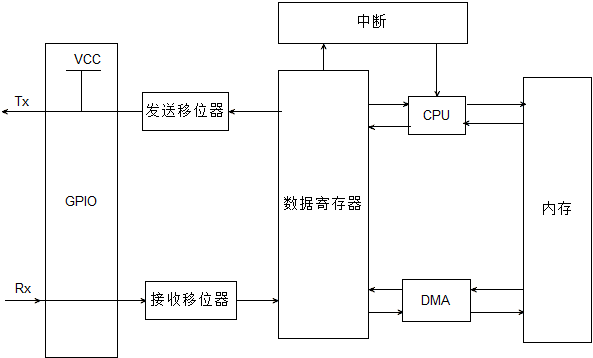 中断
VCC
Tx
发送移位器
CPU
GPIO
数据寄存器
内存
Rx
接收移位器
DMA